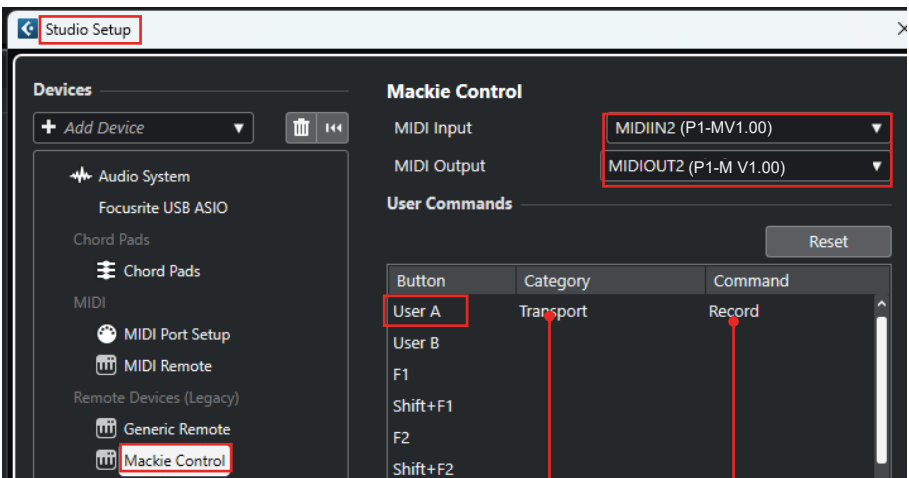 Studio Setup
Devices
Add Device
Audio System
Focusrite USB ASIO
Chord Pads
Chord Pads
MIDI
MIDI Port Setup
MIDI Remote
Remote Devices (Legacy)
Generic Remote
Mackie Control
Mackie Control
MIDI Input MIDIIN2 (P1-MV1.00)
MIDI Output MIDIOUT2 (P1-M V1.00)
User Commands
Reset
Button Category Command
User A Transport Record
User B
F1
Shift+F1
F2
Shift+F2